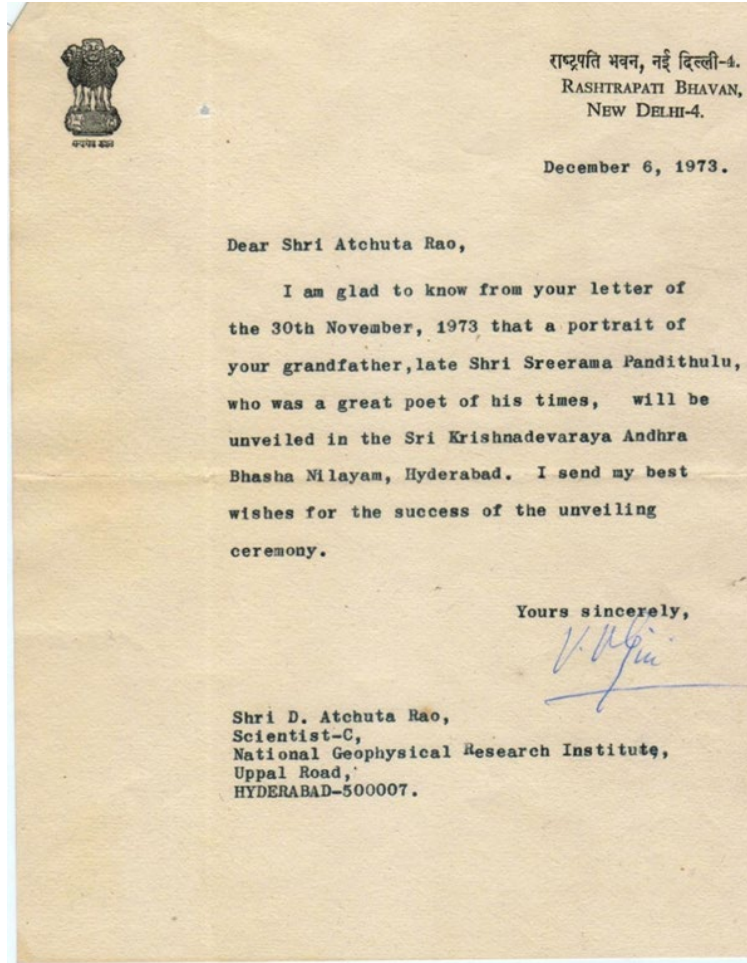 राष्ट्रपति भवन, नई दिल्ली-4.
RASHTRAPATI BHAVAN,
NEW DELHI-4.
सत्यमेव जयते
December 6, 1973.
Dear Shri Atchuta Rao,
I am glad to know from your letter of
the 30th November, 1973 that a portrait of
your grandfather,late Shri Sreerama Pandithulu,
who was a great poet of his times, will be
unveiled in the Sri Krishnadevaraya Andhra
Bhasha Nilayam, Hyderabad. I send my best
wishes for the success of the unveiling
ceremony.
Yours sincerely,
V. V. Giri
Shri D. Atchuta Rao,
Scientist-C,
National Geophysical Research Institute,
Uppal Road,
HYDERABAD-500007.